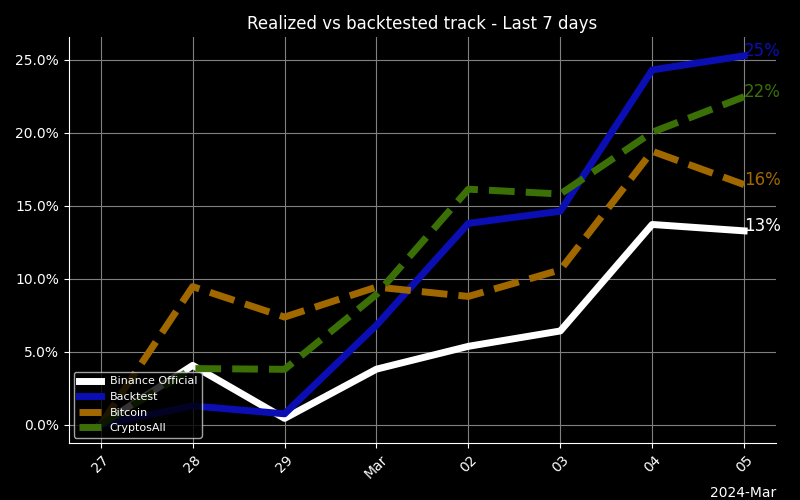 Realized vs backtested track - Last 7 days
25%
25.0%
22%
20.0%
16%
15.0%
13%
10.0%
5.0%
Binance Official
Backtest
Bitcoin
CryptosAll
0.0%
27
28
29
Mar
02
03
04
05
2024-Mar